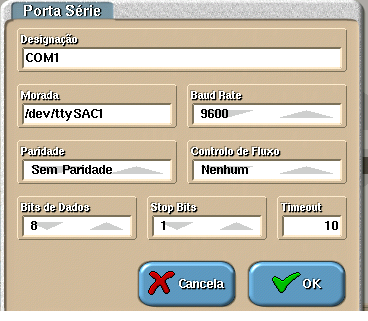 Porta Série
Designação
COM1
Morada
Baud Rate
/dev/ttySAC1
9600
Paridade
Controlo de Fluxo
Sem Paridade
Nenhum
Bits de Dados
Stop Bits
Timeout
8
1
10
Cancela
OK